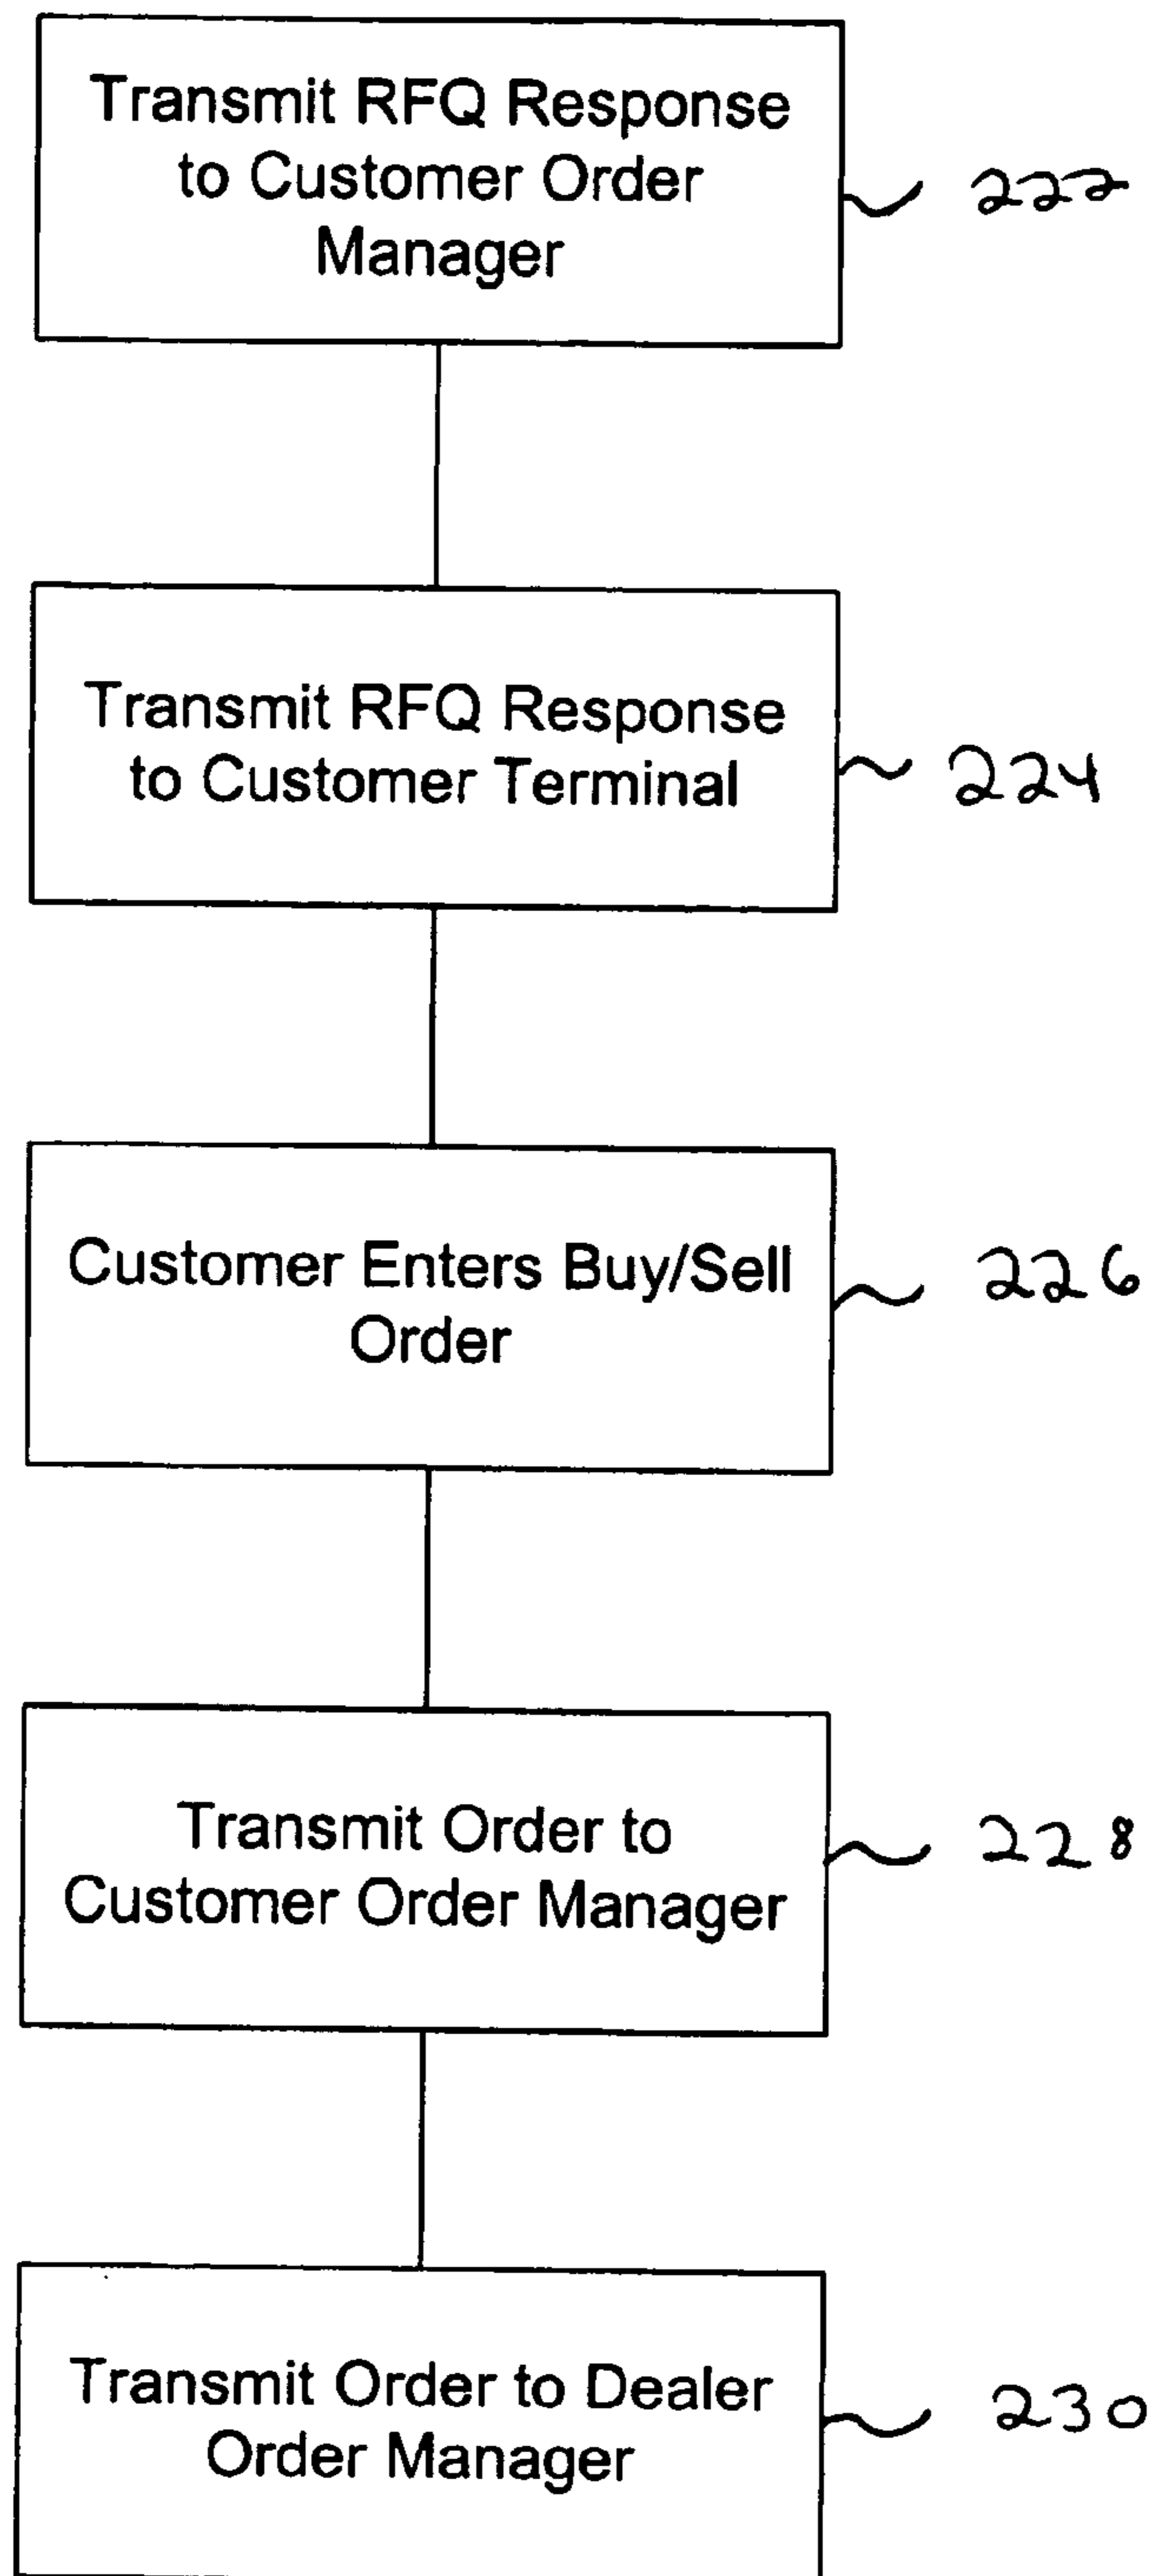 Transmit RFQ Response
to Customer Order
Manager
222
Transmit RFQ Response
to Customer Terminal
224
Customer Enters Buy/Sell
Order
226
Transmit Order to
Customer Order Manager
228
Transmit Order to Dealer
Order Manager
230